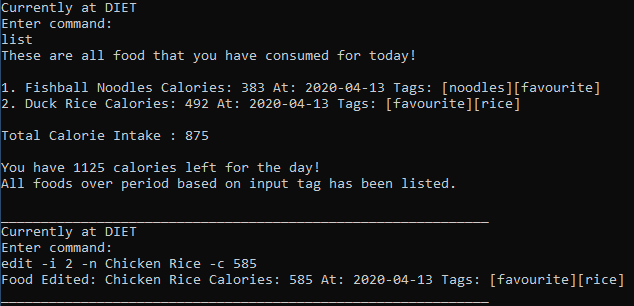 Currently at DIET
Enter command:
list
These are all food that you have consumed for today!
1. Fishball Noodles Calories: 383 At: 2020-04-13 Tags: [noodles][favourite]
2. Duck Rice Calories: 492 At: 2020-04-13 Tags: [favourite][rice]
Total Calorie Intake : 875
You have 1125 calories left for the day!
All foods over period based on input tag has been listed.
_____________________________________________________________
Currently at DIET
Enter command:
edit -i 2 -n Chicken Rice -c 585
Food Edited: Chicken Rice Calories: 585 At: 2020-04-13 Tags: [favourite][rice]
_____________________________________________________________